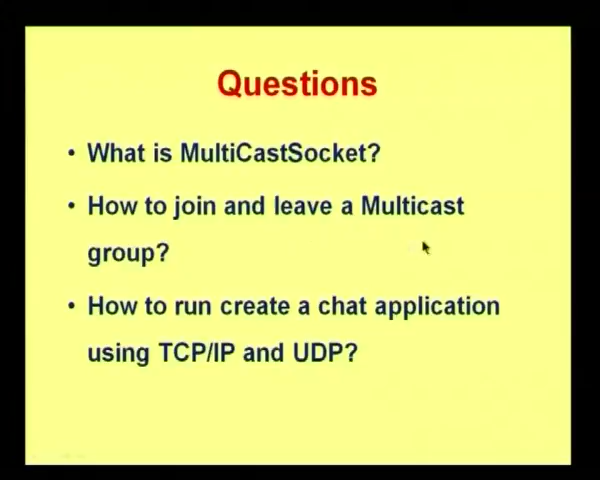 Questions
• What is MultiCastSocket?
• How to join and leave a Multicast
group?
• How to run create a chat application
using TCP/IP and UDP?